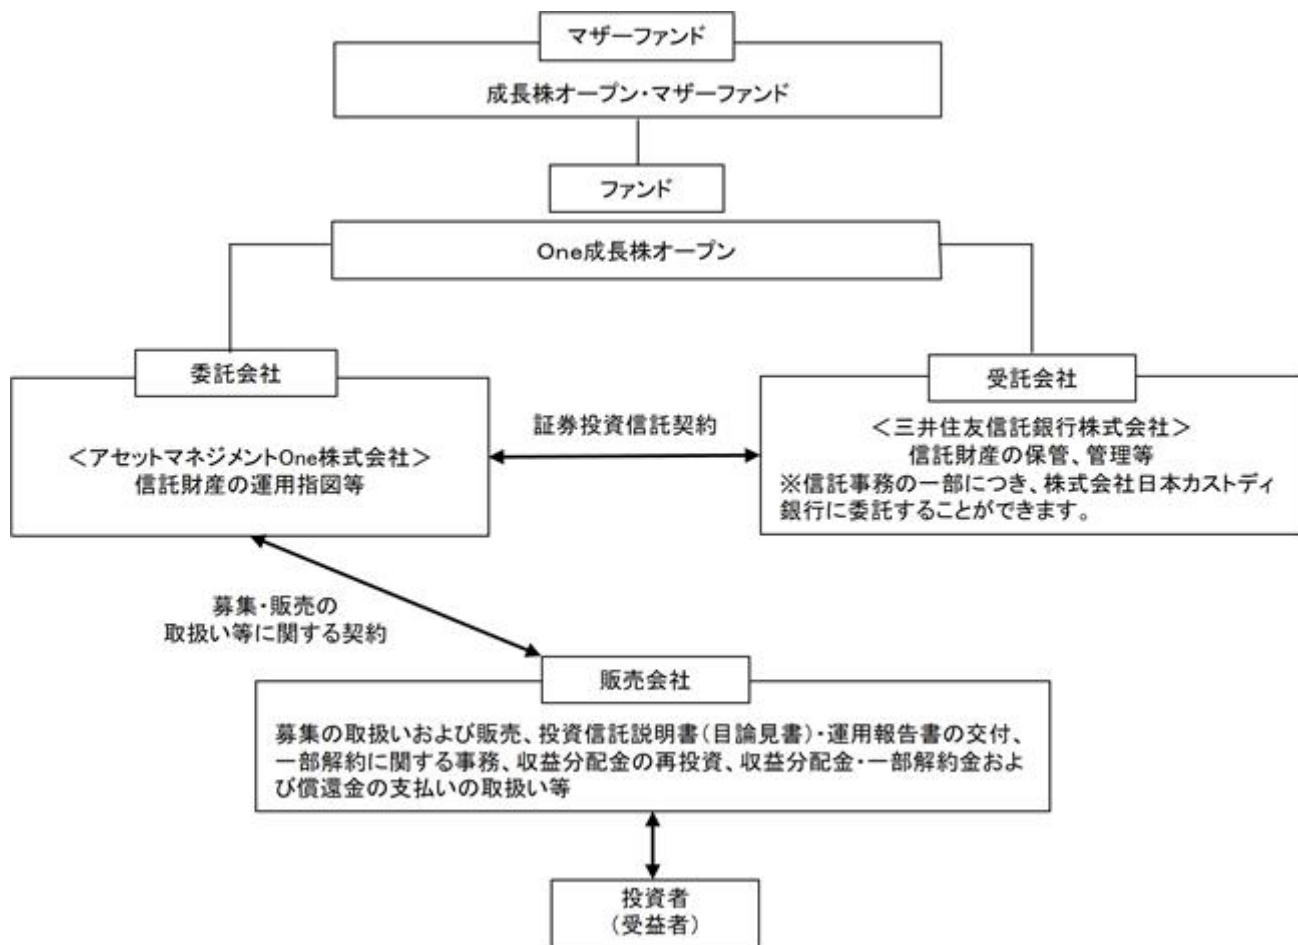 マザーファンド
成長株オープン・マザーファンド
ファンド
One成長株オープン
委託会社
<アセットマネジメントOne株式会社>
信託財産の運用指図等
証券投資信託契約
受託会社
<三井住友信託銀行株式会社>
信託財産の保管、管理等
※信託事務の一部につき、株式会社日本カストディ
銀行に委託することができます。
募集・販売の
取扱い等に関する契約
販売会社
募集の取扱いおよび販売、投資信託説明書(目論見書)・運用報告書の交付、
一部解約に関する事務、収益分配金の再投資、収益分配金・一部解約金およ
び償還金の支払いの取扱い等
投資者
(受益者)